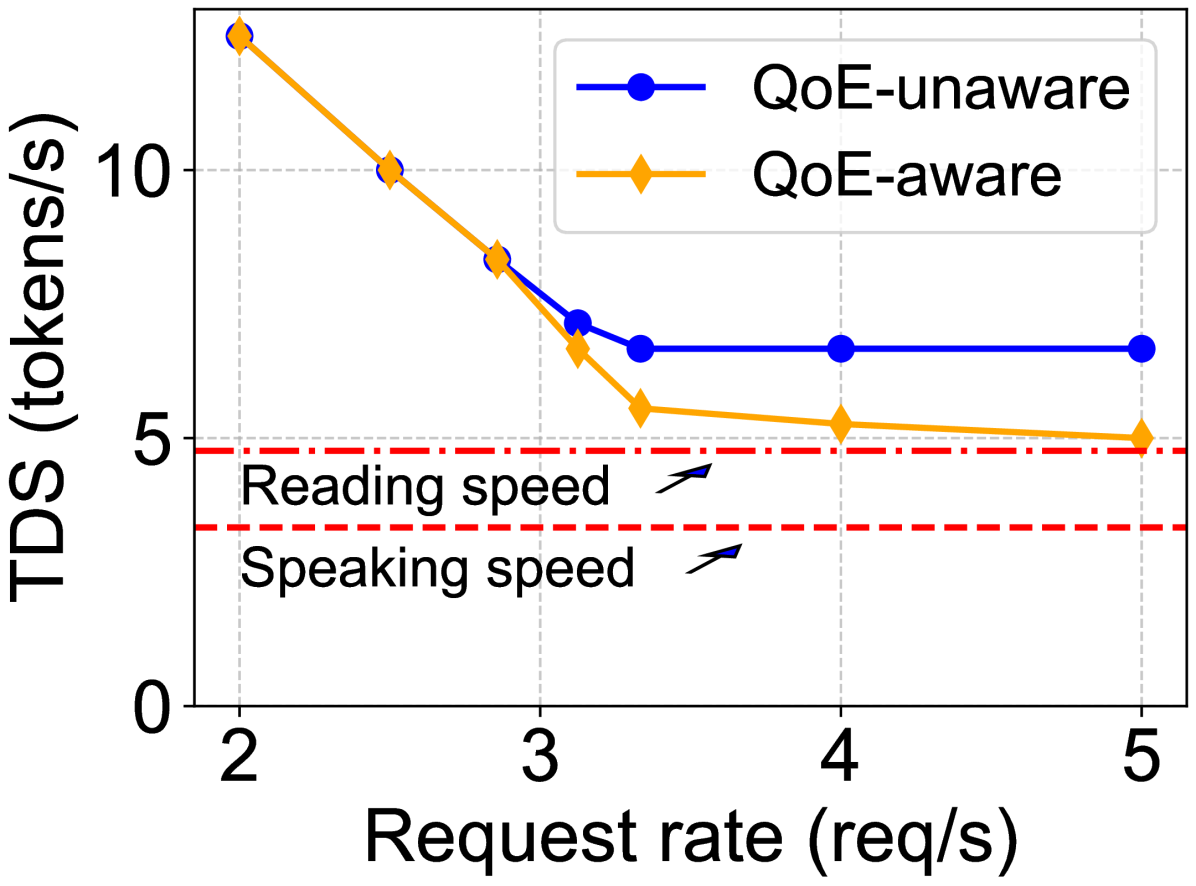 QoE-unaware
QoE-aware
TDS (tokens/s)
10
5
0
Reading speed
Speaking speed
2 3 4 5
Request rate (req/s)